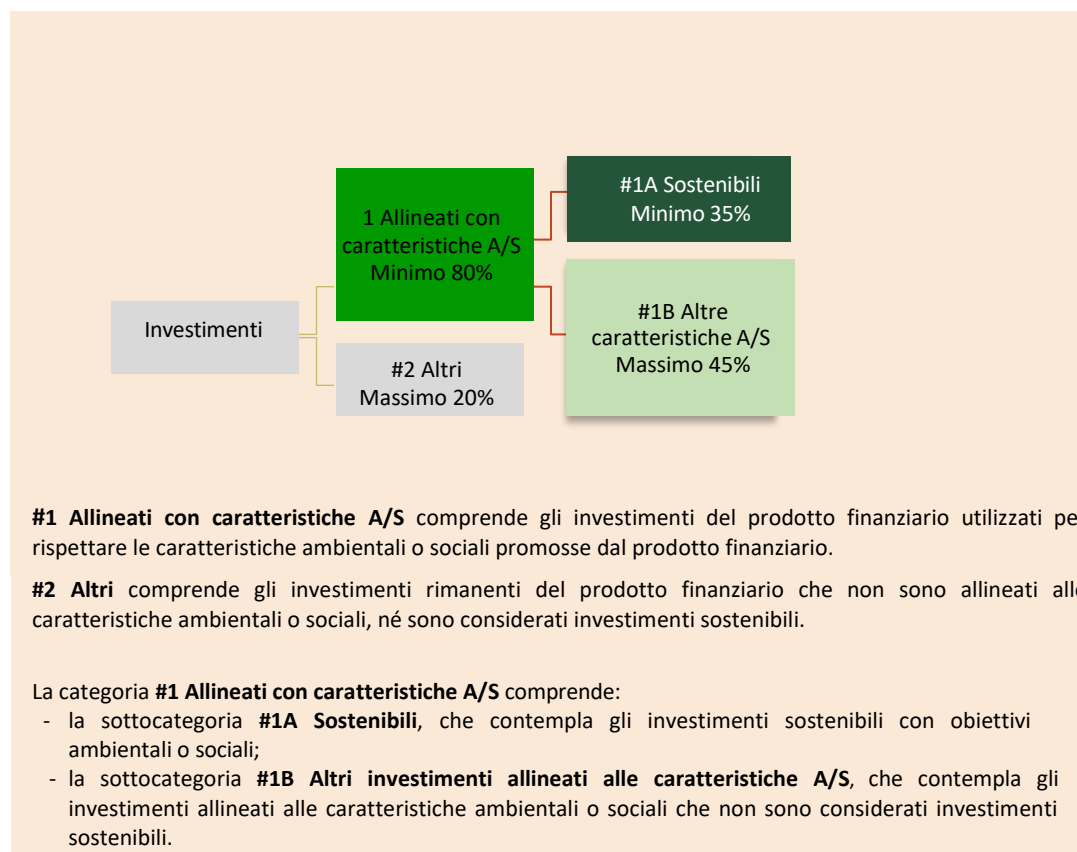 #1A Sostenibili
Minimo 35%
1 Allineati con
caratteristiche A/S
Minimo 80%
Investimenti
#1B Altre
caratteristiche A/S
Massimo 45%
#2 Altri
Massimo 20%
#1 Allineati con caratteristiche A/S comprende gli investimenti del prodotto finanziario utilizzati pe
rispettare le caratteristiche ambientali o sociali promosse dal prodotto finanziario.
#2 Altri comprende gli investimenti rimanenti del prodotto finanziario che non sono allineati all
caratteristiche ambientali o sociali, né sono considerati investimenti sostenibili.
La categoria #1 Allineati con caratteristiche A/S comprende:
- la sottocategoria #1A Sostenibili, che contempla gli investimenti sostenibili con obiettivi
ambientali o sociali;
- la sottocategoria #1B Altri investimenti allineati alle caratteristiche A/S, che contempla gli
investimenti allineati alle caratteristiche ambientali o sociali che non sono considerati investimenti
sostenibili.